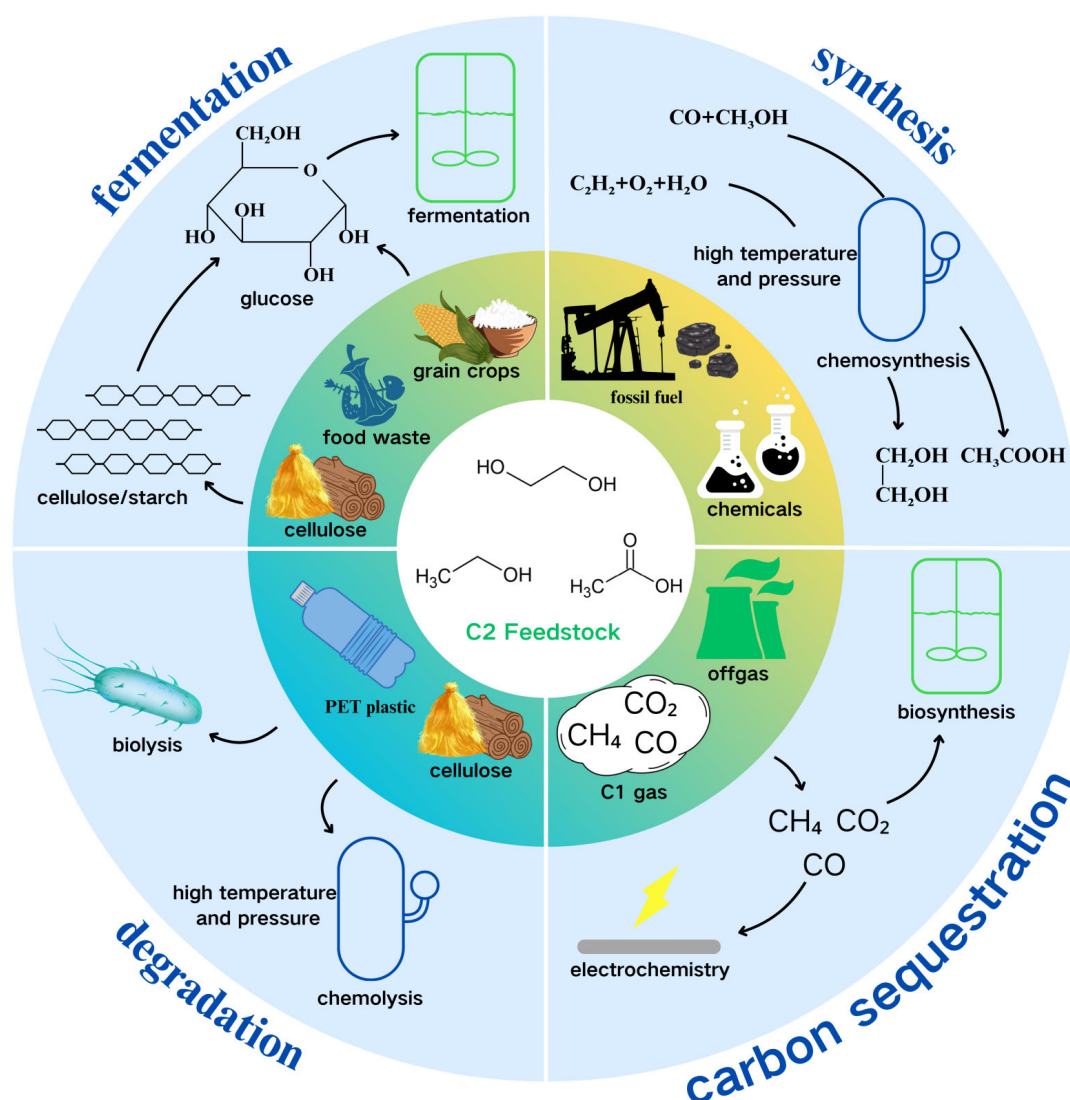 fermentation
CH₂OH
O
OH
HO
OH
OH
glucose
fermentation
cellulose/starch
grain crops
food waste
cellulose
synthesis
CO+CH₃OH
C₂H₂+O₂+H₂O
high temperature
and pressure
chemosynthesis
CH₂OH
CH₂OH
CH₃COOH
fossil fuel
chemicals
HO
OH
H₃C
OH
O
H₃C
OH
C2 Feedstock
PET plastic
cellulose
biolysis
high temperature
and pressure
chemolysis
degradation
offgas
CO₂
CH₄ CO
C1 gas
biosynthesis
CH₄ CO₂
CO
electrochemistry
carbon sequestration